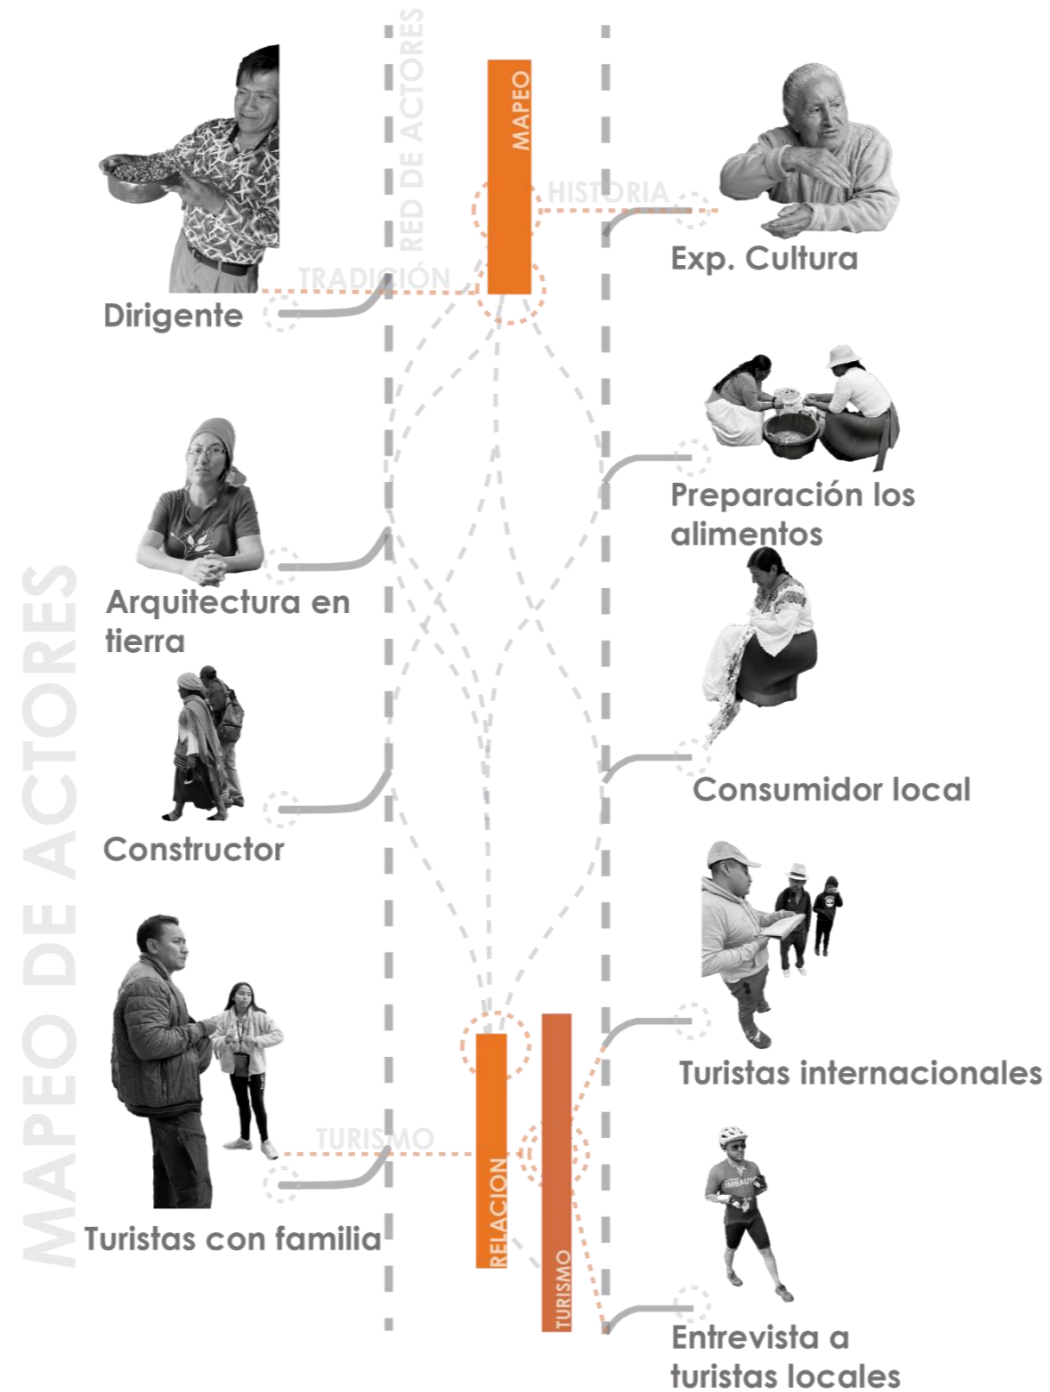 MAPEO DE ACTORES
RED DE ACTORES
MAPEO
HISTORIA
Exp. Cultura
TRADICIÓN
Dirigente
Preparación los
alimentos
Arquitectura en
tierra
Consumidor local
Constructor
Turistas internacionales
TURISMO
RELACION
TURISMO
IMBAUTO
Turistas con familia
Entrevista a
turistas locales